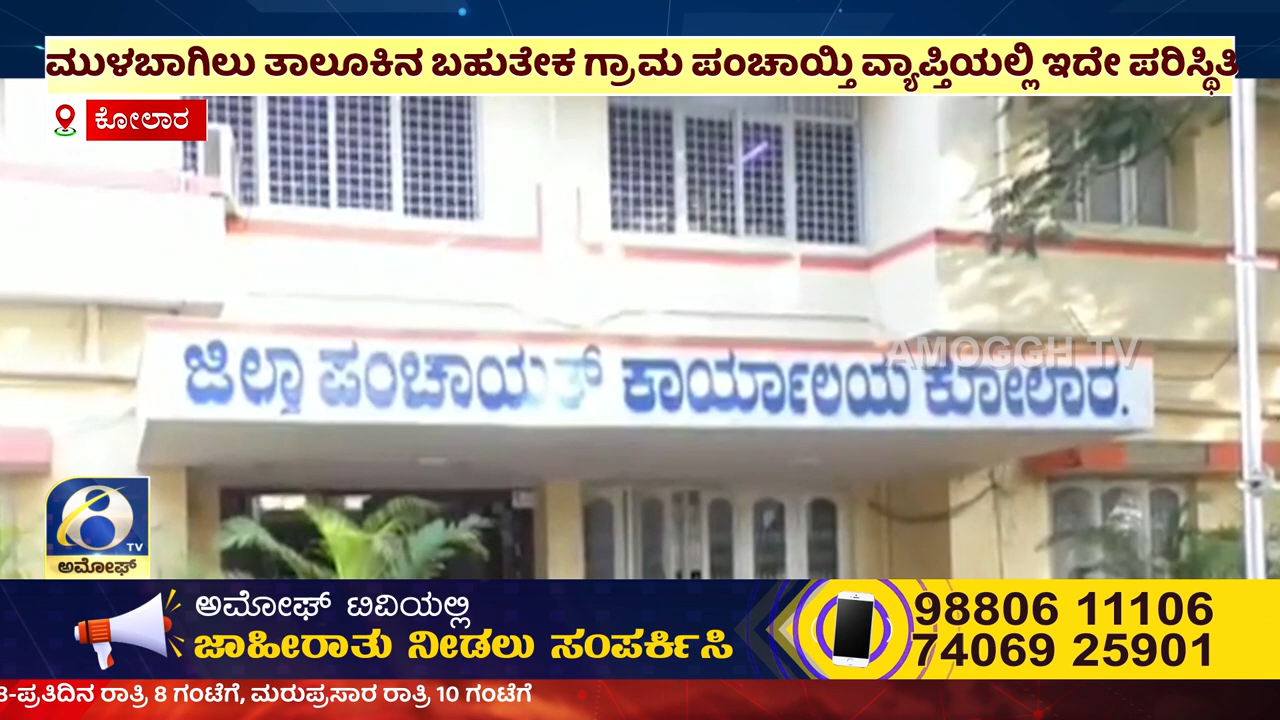 ಮುಳಬಾಗಿಲು ತಾಲೂಕಿನ ಬಹುತೇಕ ಗ್ರಾಮ ಪಂಚಾಯ್ತಿ ವ್ಯಾಪ್ತಿಯಲ್ಲಿ ಇದೇ ಪರಿಸ್ಥಿತಿ
ಕೋಲಾರ
AMOGGH TV
ಜಿಲ್ಲಾ ಪಂಚಾಯತ್ ಕಾರ್ಯಾಲಯ ಕೋಲಾರ.
TV
ಅಮೋಘ್
ಅಮೋಘ್ ಟಿವಿಯಲ್ಲಿ
ಜಾಹೀರಾತು ನೀಡಲು ಸಂಪರ್ಕಿಸಿ
98806 11106
74069 25901
8-ಪ್ರತಿದಿನ ರಾತ್ರಿ 8 ಗಂಟೆಗೆ, ಮರುಪ್ರಸಾರ ರಾತ್ರಿ 10 ಗಂಟೆಗೆ